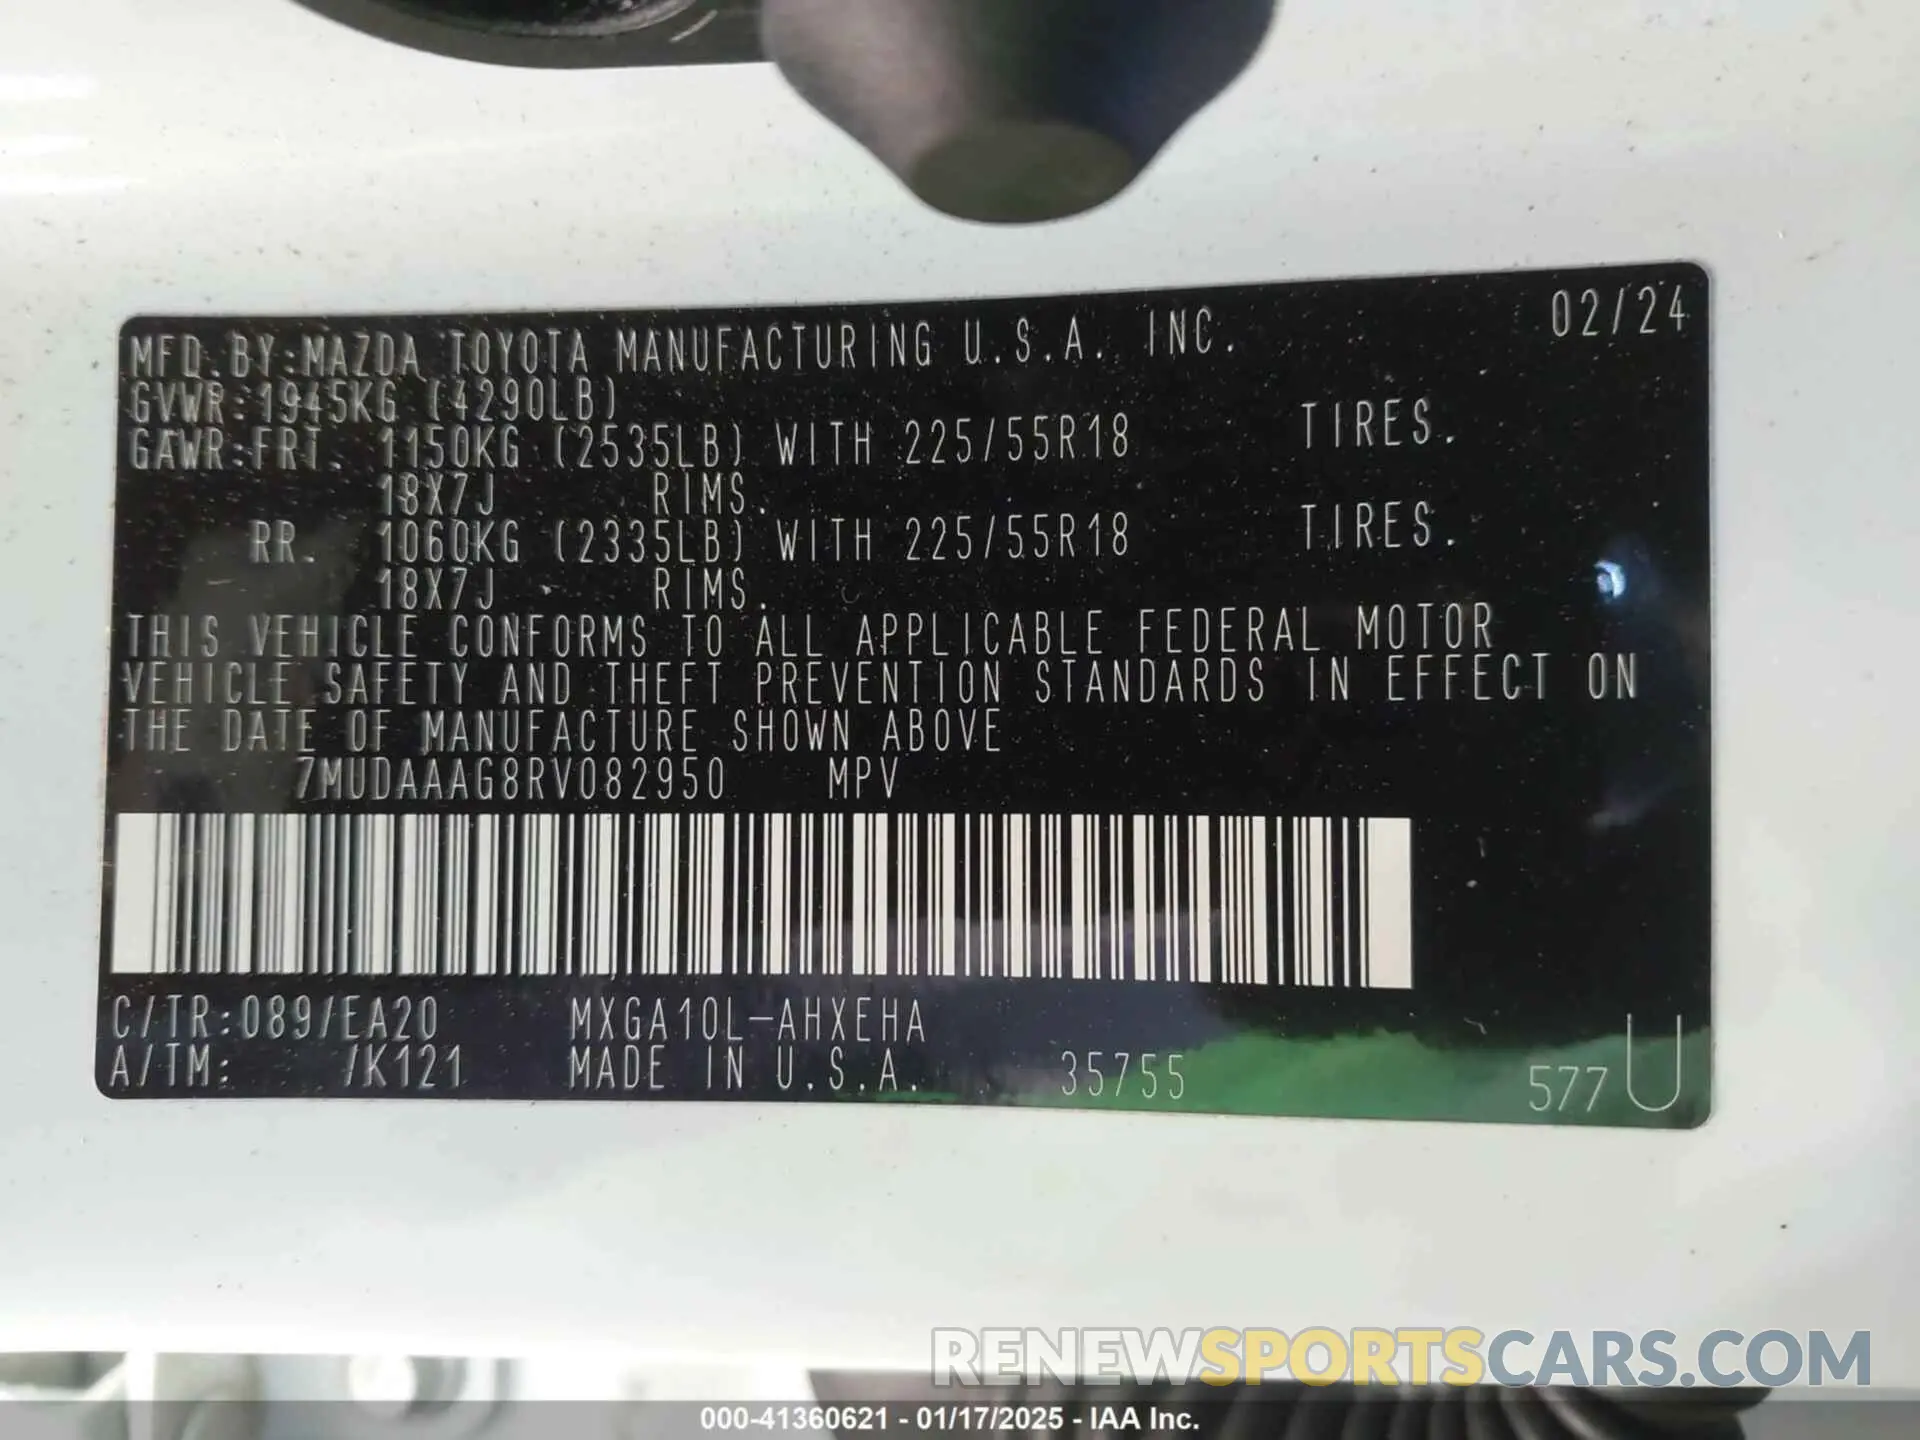 02/24
MFD.BY:MAZDA TOYOTA MANUFACTURING U.S.A. INC.
GVWR:1945KG (4290LB)
GAWR:FRT. 1150KG (2535LB) WITH 225/55R18 TIRES.
18X7J RIMS.
RR. 1060KG (2335LB) WITH 225/55R18 TIRES.
18X7J RIMS.
THIS VEHICLE CONFORMS TO ALL APPLICABLE FEDERAL MOTOR
VEHICLE SAFETY AND THEFT PREVENTION STANDARDS IN EFFECT ON
THE DATE OF MANUFACTURE SHOWN ABOVE
7MUDAAAG8RV082950 MPV
C/TR:089/EA20 MXGA10L-AHXEHA
A/TM: /K121 MADE IN U.S.A. 35755 577 U
RENEWSPORTSCARS.COM
000-41360621 - 01/17/2025 - IAA Inc.